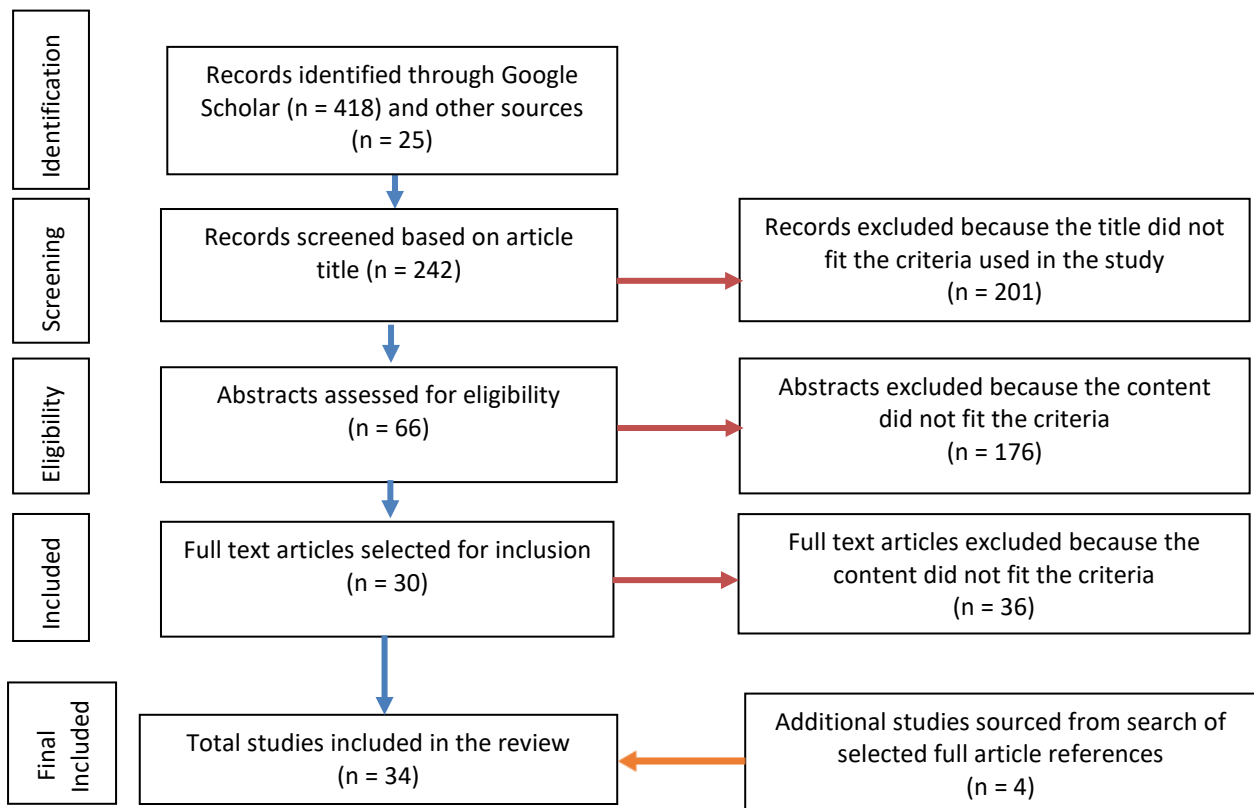 Identification
Records identified through Google
Scholar (n = 418) and other sources
(n = 25)
Screening
Records screened based on article
title (n = 242)
Records excluded because the title did not
fit the criteria used in the study
(n = 201)
Eligibility
Abstracts assessed for eligibility
(n = 66)
Abstracts excluded because the content
did not fit the criteria
(n = 176)
Included
Full text articles selected for inclusion
(n = 30)
Full text articles excluded because the
content did not fit the criteria
(n = 36)
Final
Included
Total studies included in the review
(n = 34)
Additional studies sourced from search of
selected full article references
(n = 4)